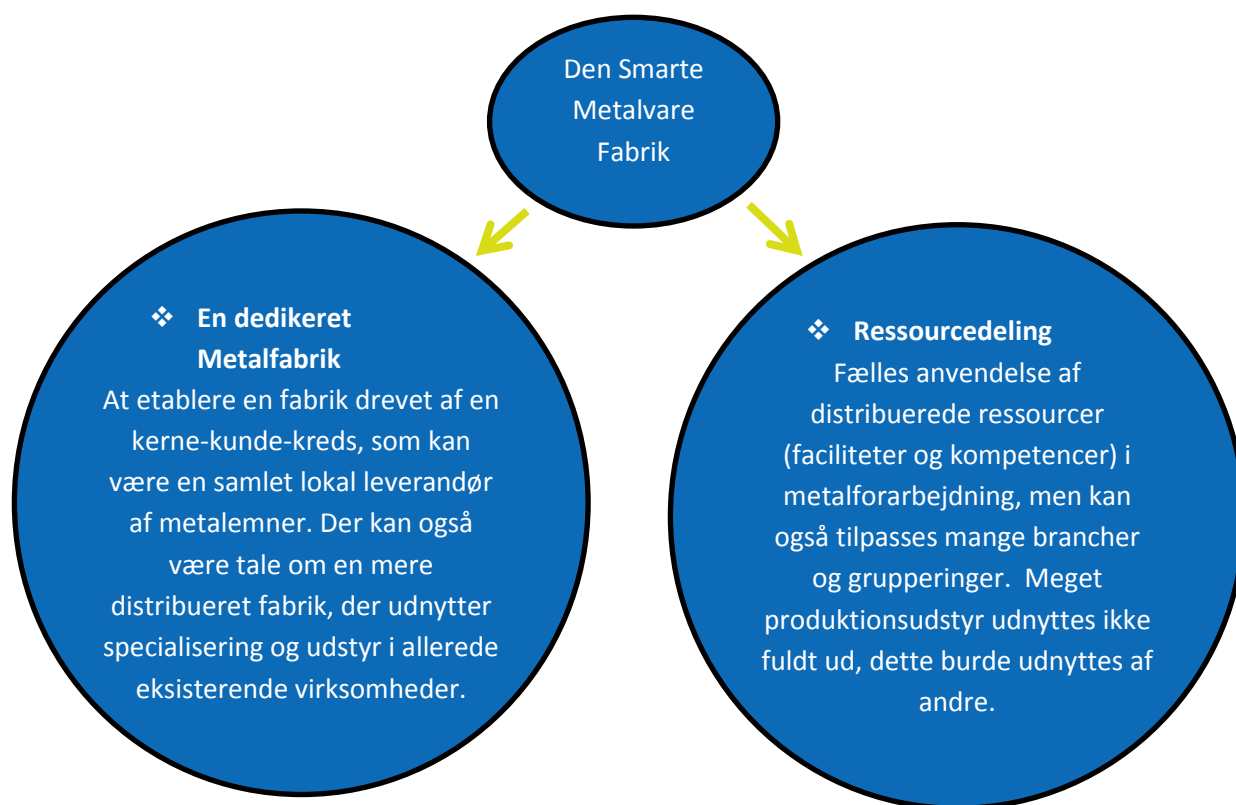 Den Smarte
Metalvare
Fabrik
❖ En dedikeret
Metalfabrik
At etablere en fabrik drevet af en
kerne-kunde-kreds, som kan
være en samlet lokal leverandør
af metalemner. Der kan også
være tale om en mere
distribueret fabrik, der udnytter
specialisering og udstyr i allerede
eksisterende virksomheder.
❖ Ressourcedeling
Fælles anvendelse af
distribuerede ressourcer
(faciliteter og kompetencer) i
metalforarbejdning, men kan
også tilpasses mange brancher
og grupperinger.  Meget
produktionsudstyr udnyttes ikke
fuldt ud, dette burde udnyttes af
andre.